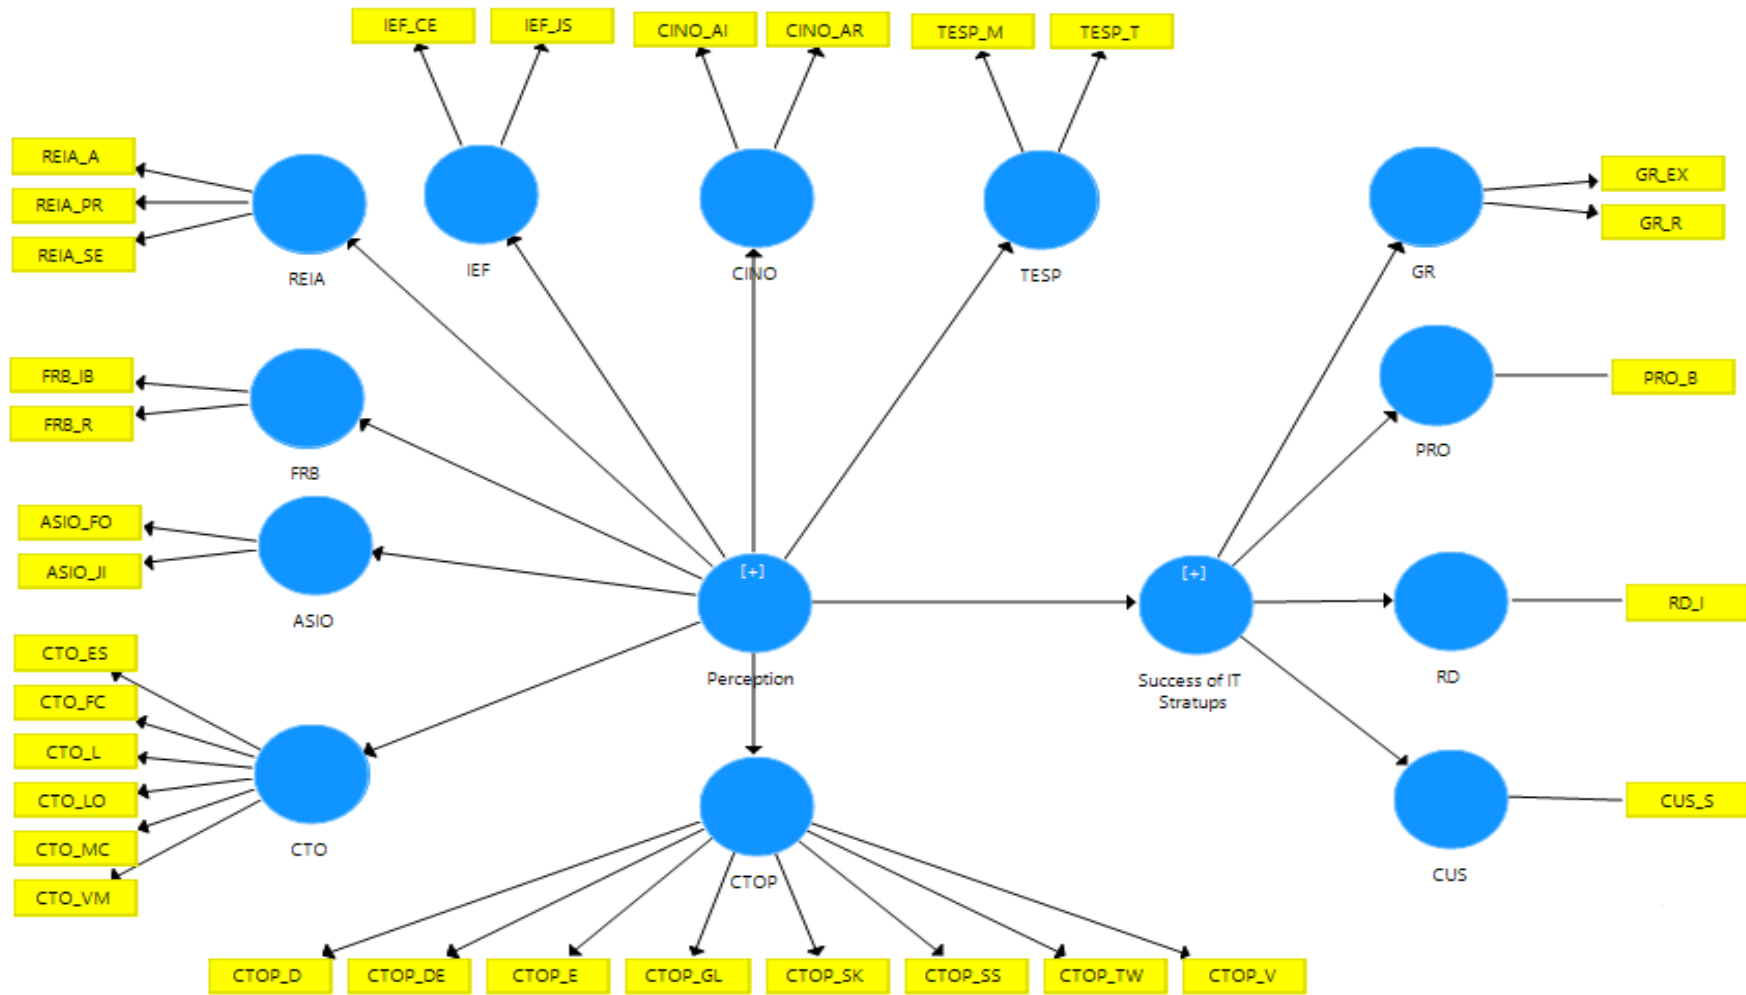 IEF_CE
IEF_JS
CINO_AI
CINO_AR
TESP_M
TESP_T
REIA_A
REIA_PR
REIA_SE
REIA
IEF
CINO
TESP
GR
GR_EX
GR_R
FRB_IB
FRB_R
FRB
PRO
PRO_B
ASIO_FO
ASIO_JI
ASIO
[+]
Perception
[+]
Success of IT
Stratups
RD
RD_I
CTO_ES
CTO_FC
CTO_L
CTO_LO
CTO_MC
CTO_VM
CTO
CTOP
CUS
CUS_S
CTOP_D
CTOP_DE
CTOP_E
CTOP_GL
CTOP_SK
CTOP_SS
CTOP_TW
CTOP_V